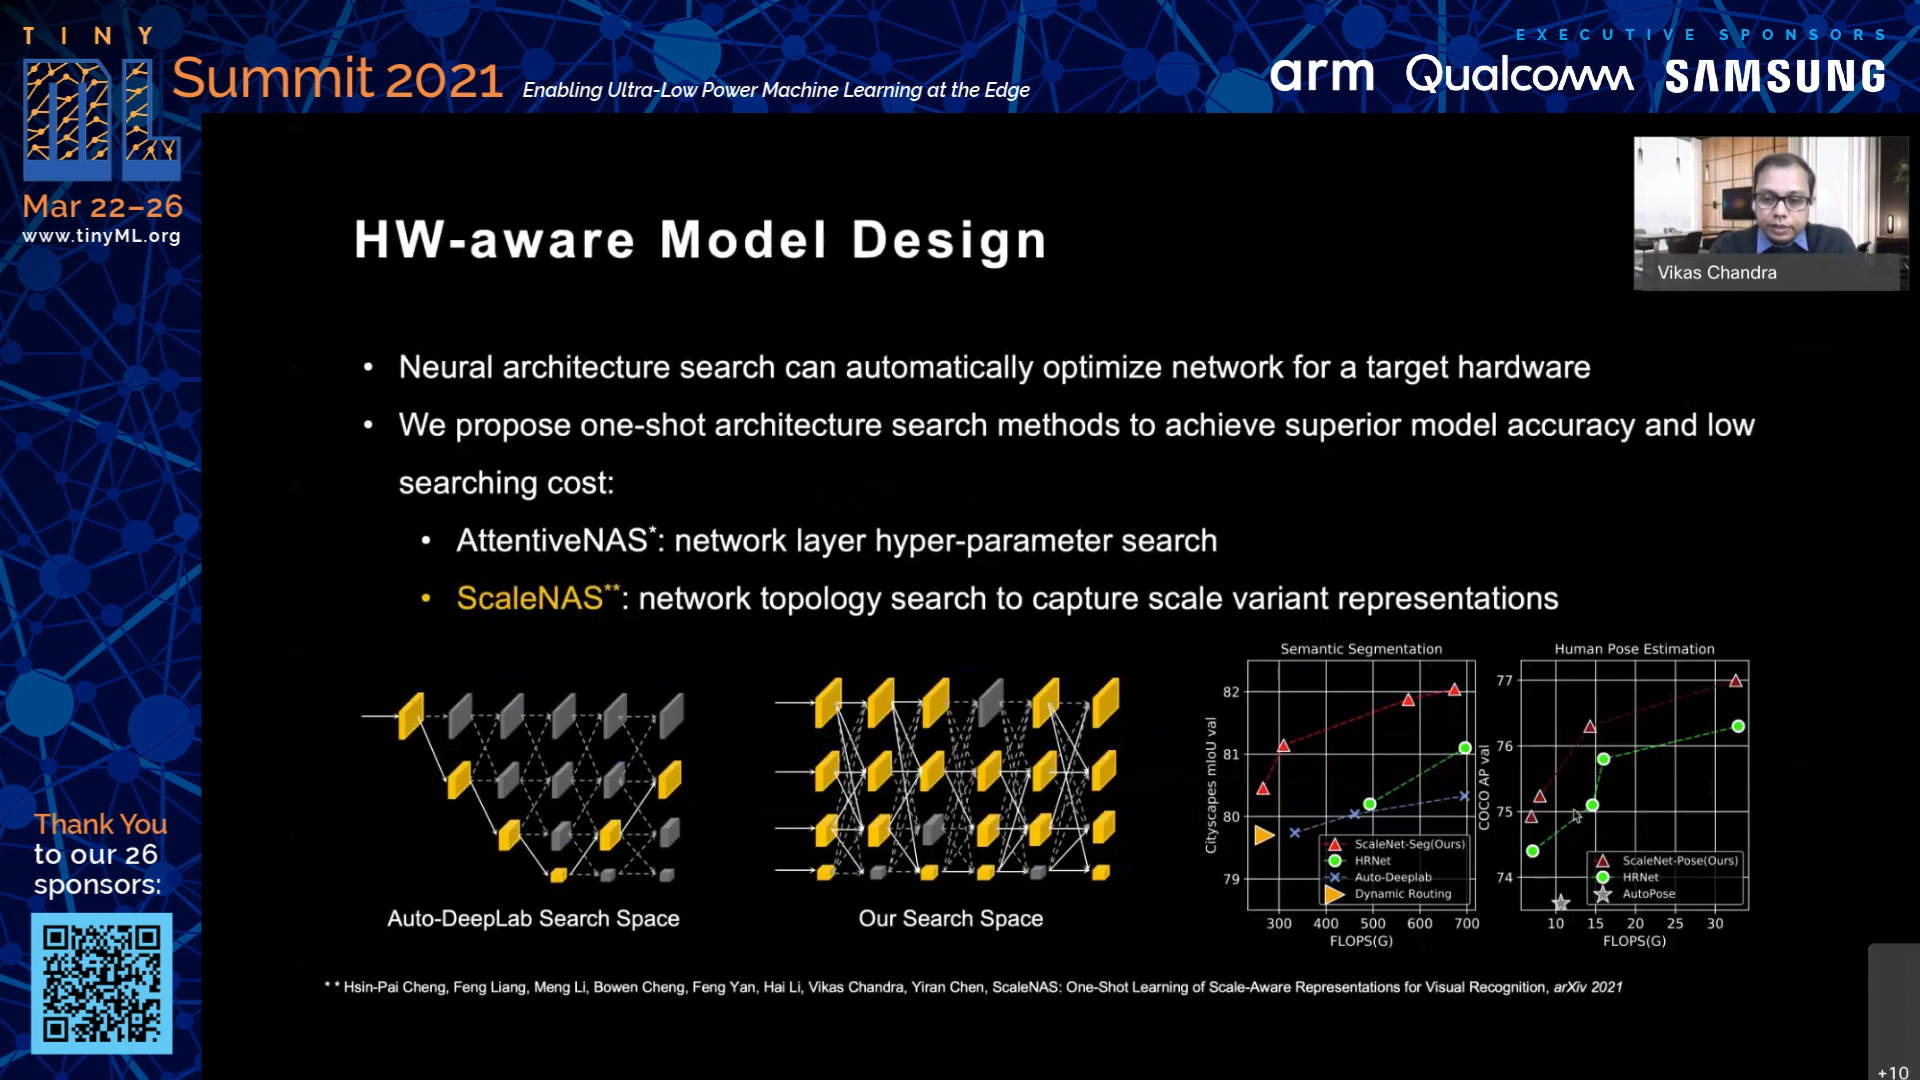 TINY
ML
Summit 2021
Enabling Ultra-Low Power Machine Learning at the Edge
EXECUTIVE SPONSORS
arm Qualcomm SAMSUNG
Mar 22–26
www.tinyML.org
Vikas Chandra
HW-aware Model Design
• Neural architecture search can automatically optimize network for a target hardware
• We propose one-shot architecture search methods to achieve superior model accuracy and low
searching cost:
• AttentiveNAS*: network layer hyper-parameter search
• ScaleNAS**: network topology search to capture scale variant representations
Auto-DeepLab Search Space
Our Search Space
Semantic Segmentation
Cityscapes mIoU val
82
81
80
79
ScaleNet-Seg(Ours)
HRNet
Auto-Deeplab
Dynamic Routing
300 400 500 600 700
FLOPS(G)
Human Pose Estimation
COCO AP val
77
76
75
74
ScaleNet-Pose(Ours)
HRNet
AutoPose
10 15 20 25 30
FLOPS(G)
** Hsin-Pai Cheng, Feng Liang, Meng Li, Bowen Cheng, Feng Yan, Hai Li, Vikas Chandra, Yiran Chen, ScaleNAS: One-Shot Learning of Scale-Aware Representations for Visual Recognition, arXiv 2021
Thank You
to our 26
sponsors:
+10